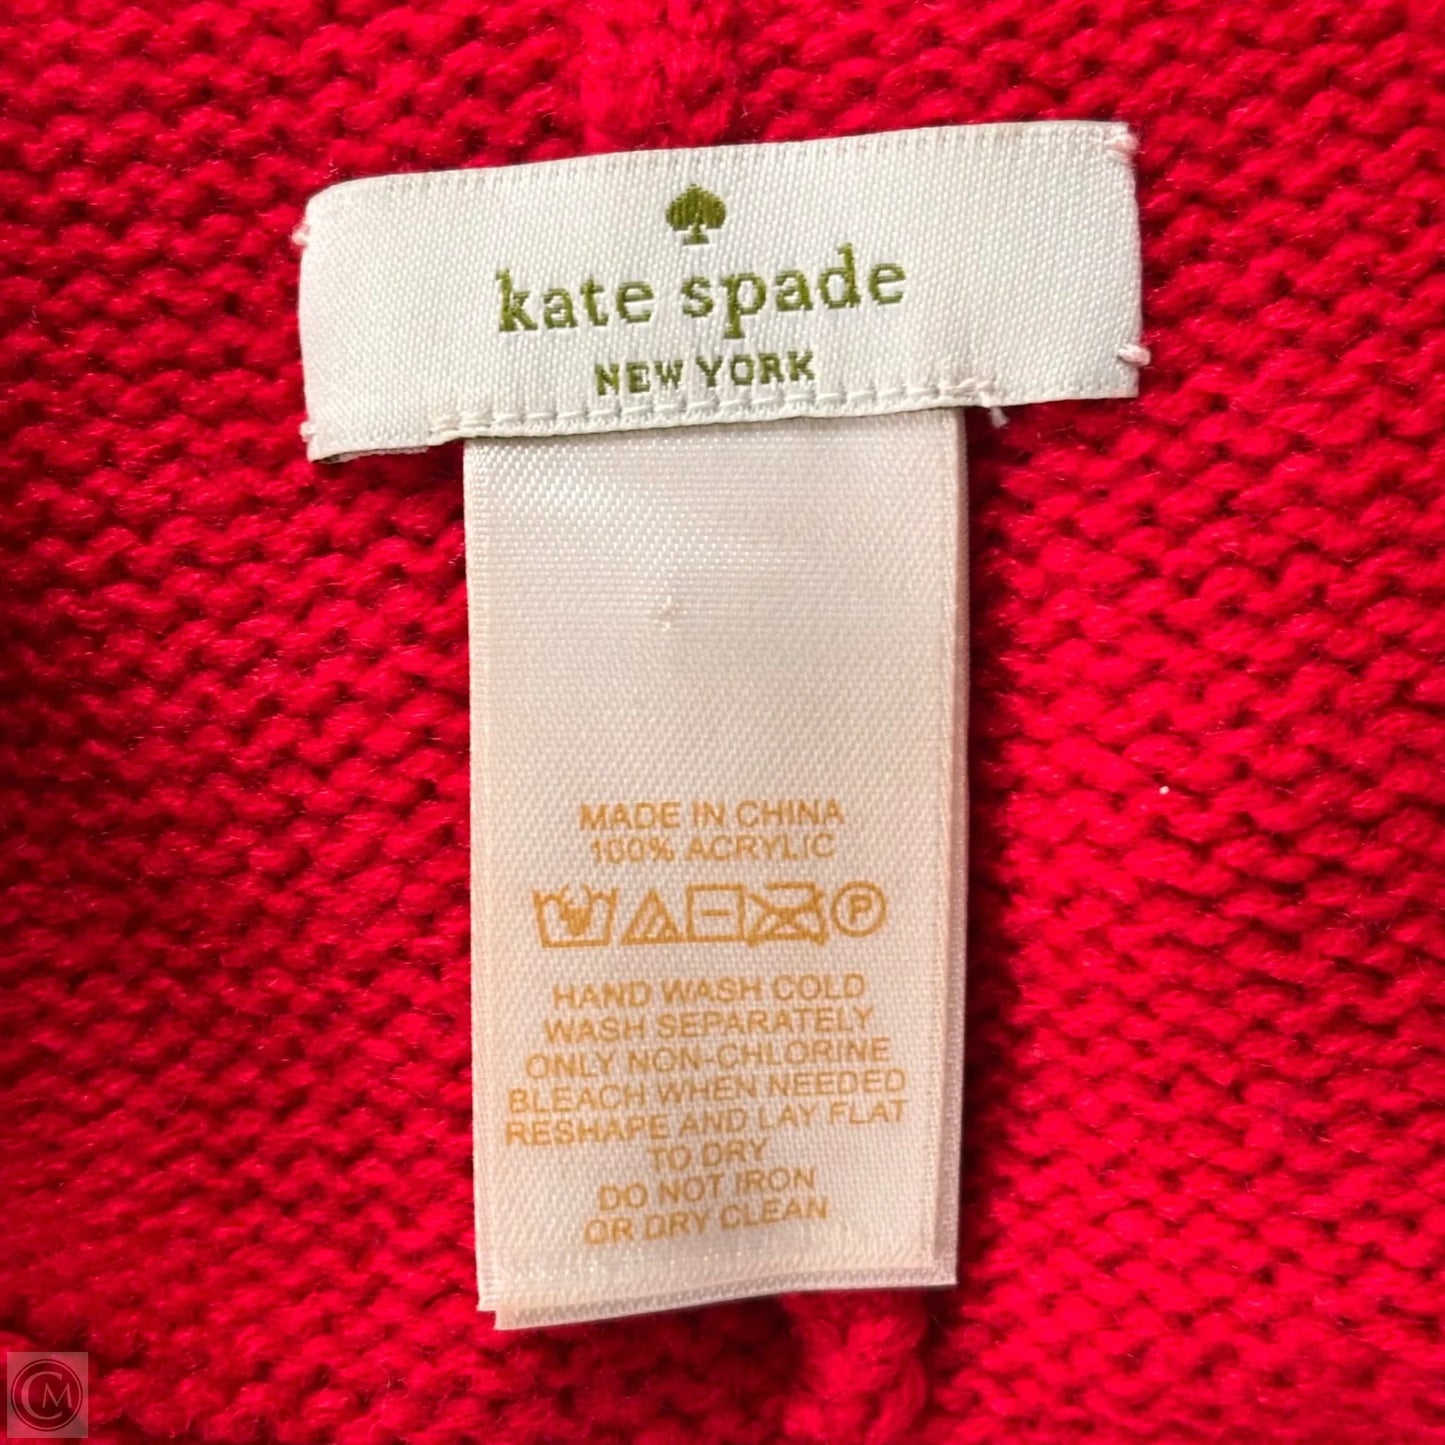 kate spade
NEW YORK
MADE IN CHINA
100% ACRYLIC
P
HAND WASH COLD
WASH SEPARATELY
ONLY NON-CHLORINE
BLEACH WHEN NEEDED
RESHAPE AND LAY FLAT
TO DRY
DO NOT IRON
OR DRY CLEAN
CM